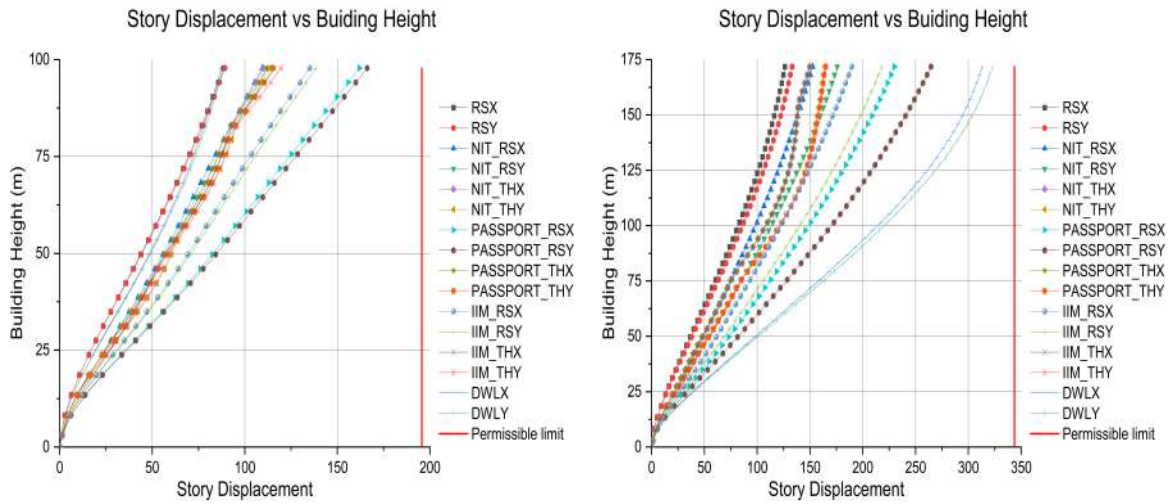 Story Displacement vs Buiding Height
100
75
50
25
0
Building Height (m)
0 50 100 150 200
Story Displacement
RSX
RSY
NIT_RSX
NIT_RSY
NIT_THX
NIT_THY
PASSPORT_RSX
PASSPORT_RSY
PASSPORT_THX
PASSPORT_THY
IIM_RSX
IIM_RSY
IIM_THX
IIM_THY
DWLX
DWLY
Permissible limit
Story Displacement vs Buiding Height
175
150
125
100
75
50
25
0
Building Height (m)
0 50 100 150 200 250 300 350
Story Displacement
RSX
RSY
NIT_RSX
NIT_RSY
NIT_THX
NIT_THY
PASSPORT_RSX
PASSPORT_RSY
PASSPORT_THX
PASSPORT_THY
IIM_RSX
IIM_RSY
IIM_THX
IIM_THY
DWLX
DWLY
Permissible limit